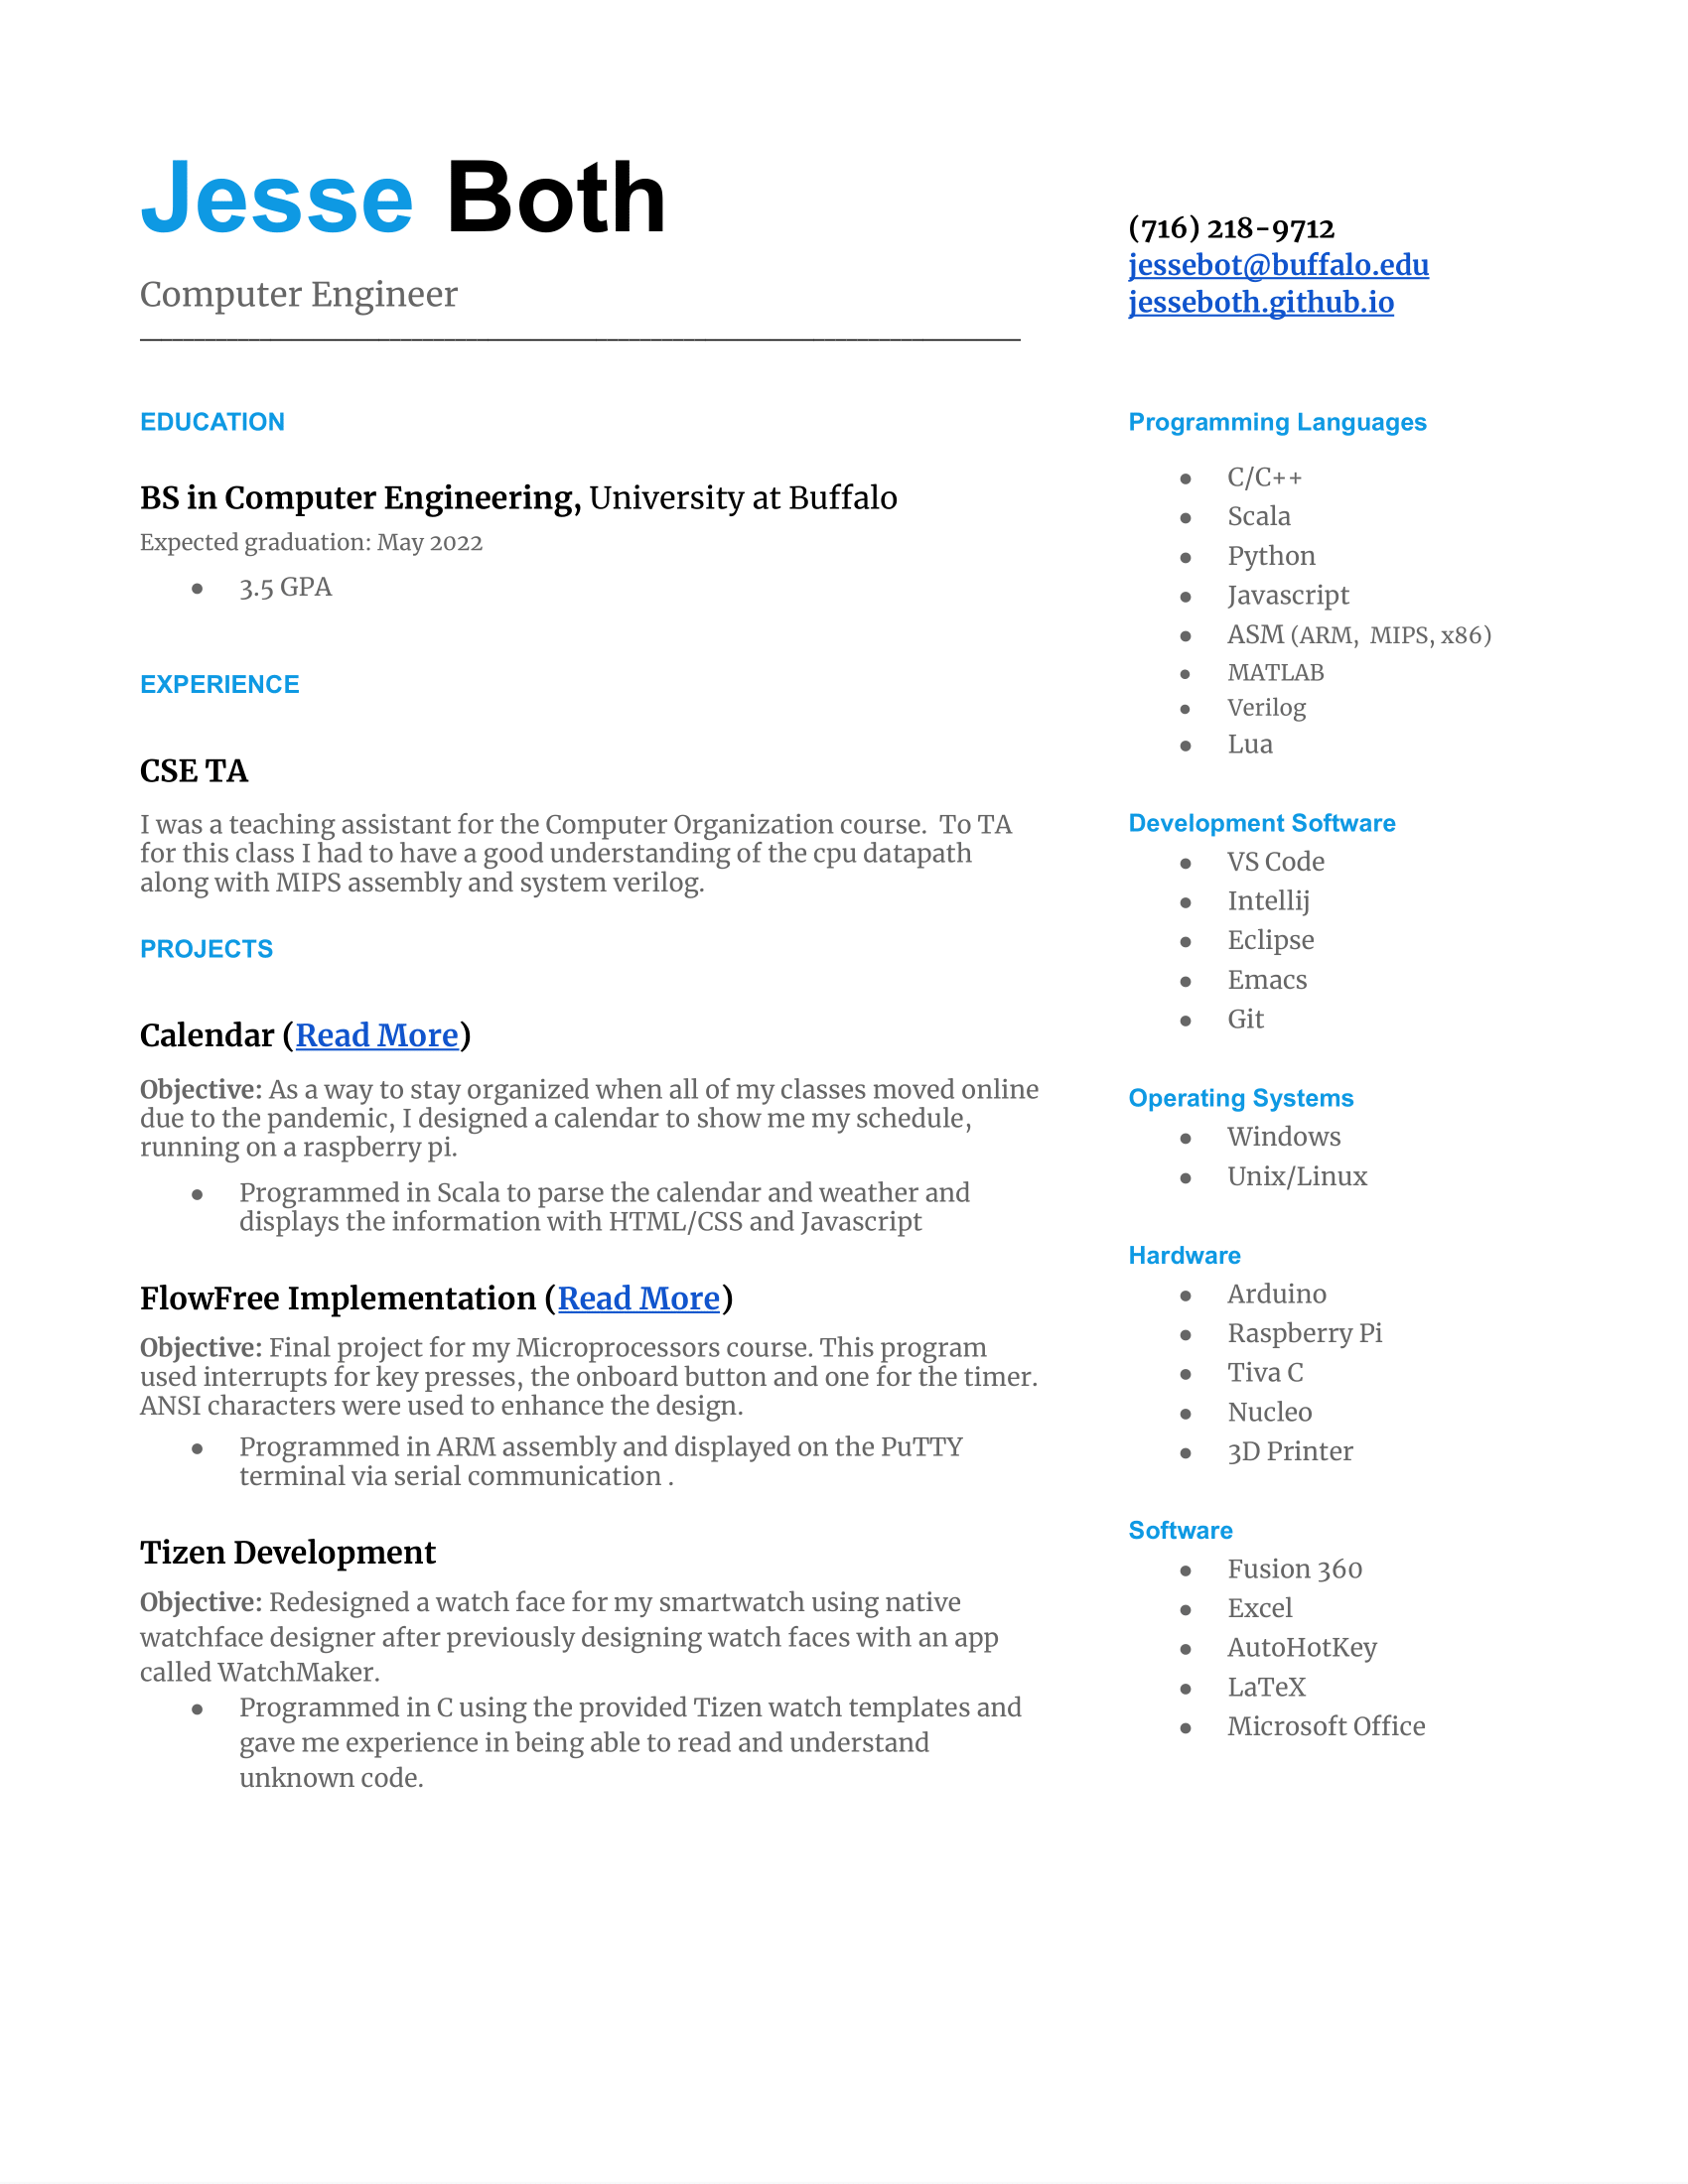 Jesse Both
Computer Engineer
(716) 218-9712
jessebot@buffalo.edu
jesseboth.github.io
EDUCATION
BS in Computer Engineering, University at Buffalo
Expected graduation: May 2022
● 3.5 GPA
EXPERIENCE
CSE TA
I was a teaching assistant for the Computer Organization course.  To TA
for this class I had to have a good understanding of the cpu datapath
along with MIPS assembly and system verilog.
PROJECTS
Calendar (Read More)
Objective: As a way to stay organized when all of my classes moved online
due to the pandemic, I designed a calendar to show me my schedule,
running on a raspberry pi.
● Programmed in Scala to parse the calendar and weather and
displays the information with HTML/CSS and Javascript
FlowFree Implementation (Read More)
Objective: Final project for my Microprocessors course. This program
used interrupts for key presses, the onboard button and one for the timer.
ANSI characters were used to enhance the design.
● Programmed in ARM assembly and displayed on the PuTTY
terminal via serial communication .
Tizen Development
Objective: Redesigned a watch face for my smartwatch using native
watchface designer after previously designing watch faces with an app
called WatchMaker.
● Programmed in C using the provided Tizen watch templates and
gave me experience in being able to read and understand
unknown code.
Programming Languages
● C/C++
● Scala
● Python
● Javascript
● ASM (ARM,  MIPS, x86)
● MATLAB
● Verilog
● Lua
Development Software
● VS Code
● Intellij
● Eclipse
● Emacs
● Git
Operating Systems
● Windows
● Unix/Linux
Hardware
● Arduino
● Raspberry Pi
● Tiva C
● Nucleo
● 3D Printer
Software
● Fusion 360
● Excel
● AutoHotKey
● LaTeX
● Microsoft Office